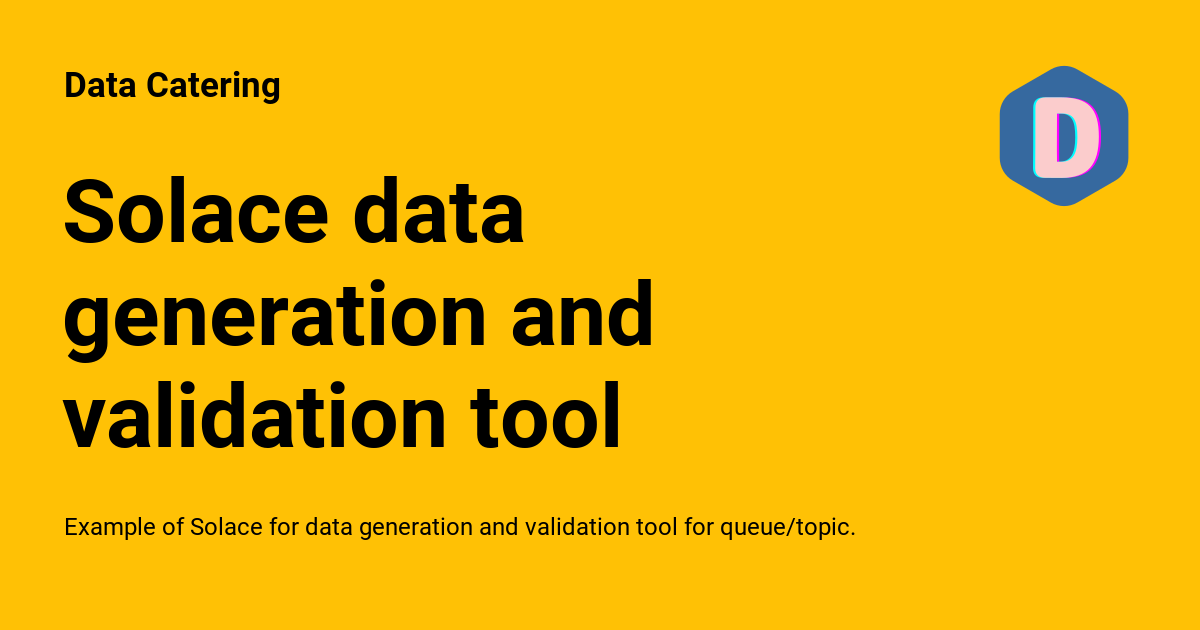 Data Catering
D
Solace data
generation and
validation tool
Example of Solace for data generation and validation tool for queue/topic.